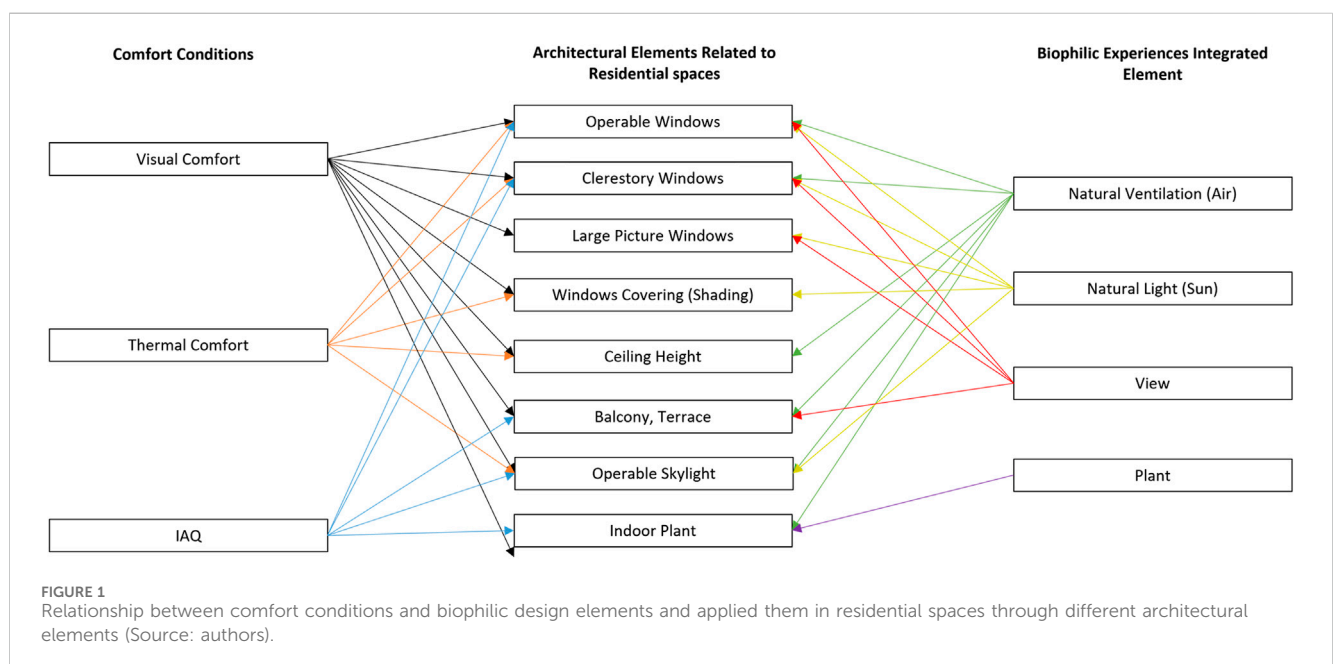 Comfort Conditions
Architectural Elements Related to
Residential spaces
Biophilic Experiences Integrated
Element
Visual Comfort
Thermal Comfort
IAQ
Operable Windows
Clerestory Windows
Large Picture Windows
Windows Covering (Shading)
Ceiling Height
Balcony, Terrace
Operable Skylight
Indoor Plant
Natural Ventilation (Air)
Natural Light (Sun)
View
Plant
FIGURE 1
Relationship between comfort conditions and biophilic design elements and applied them in residential spaces through different architectural
elements (Source: authors).